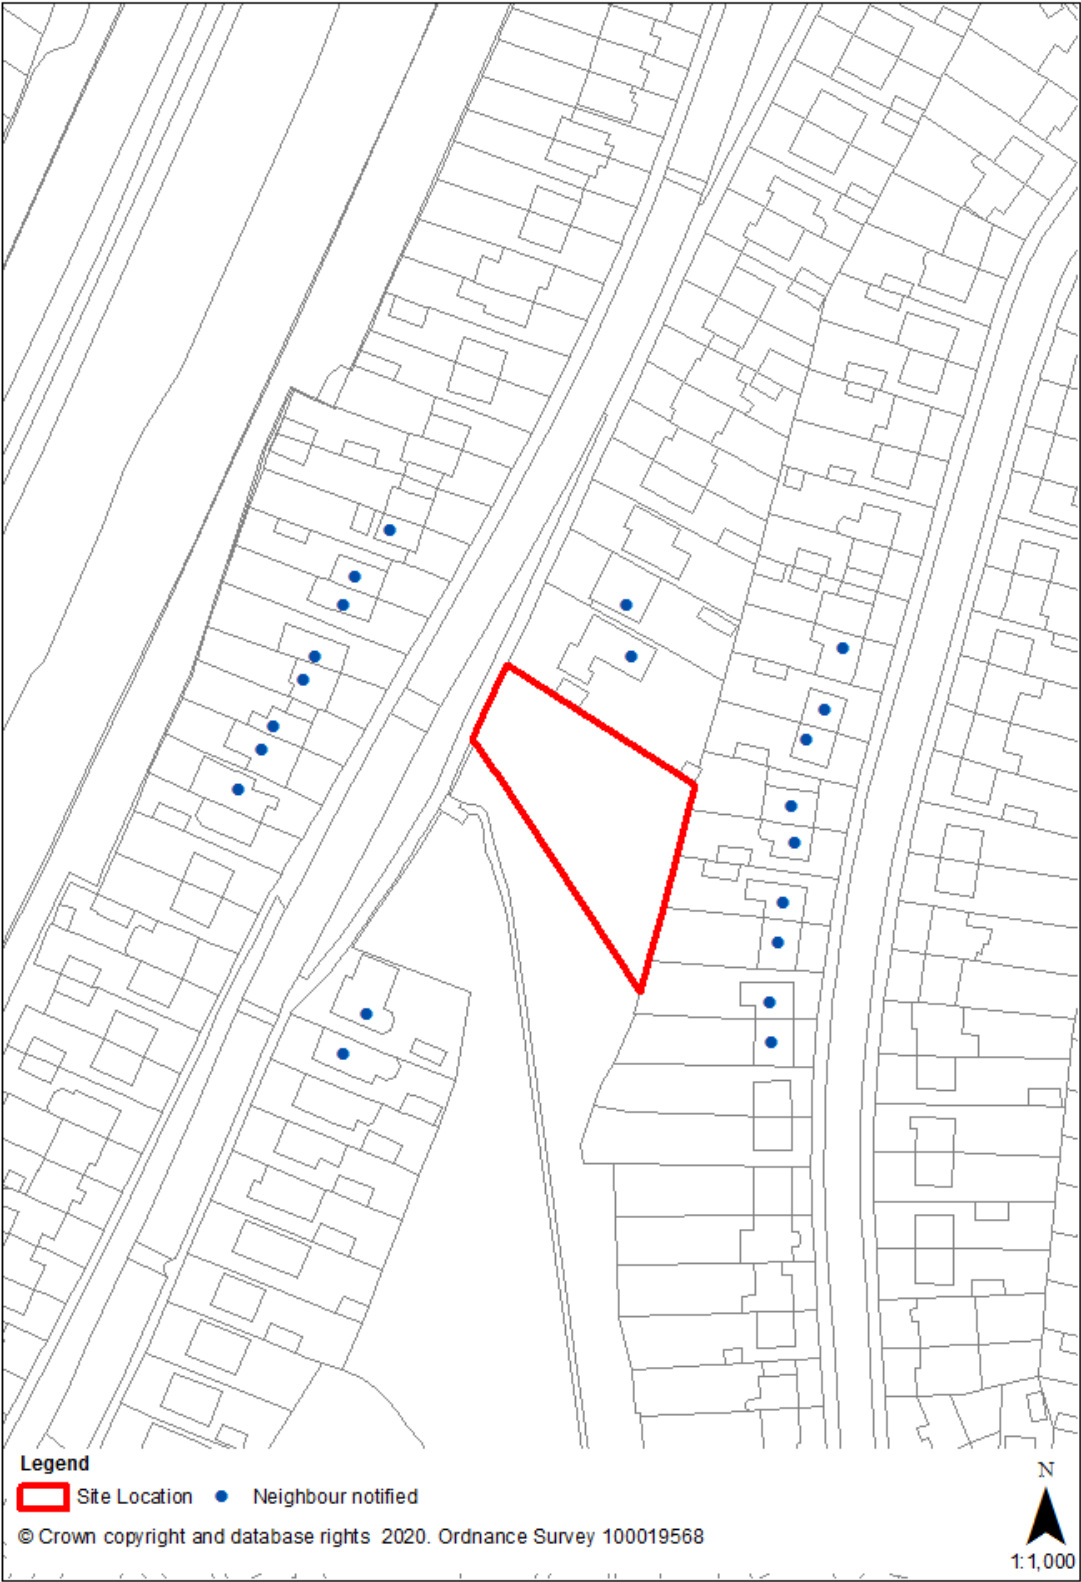 Legend
Site Location Neighbour notified
© Crown copyright and database rights 2020. Ordnance Survey 100019568
N
1:1,000